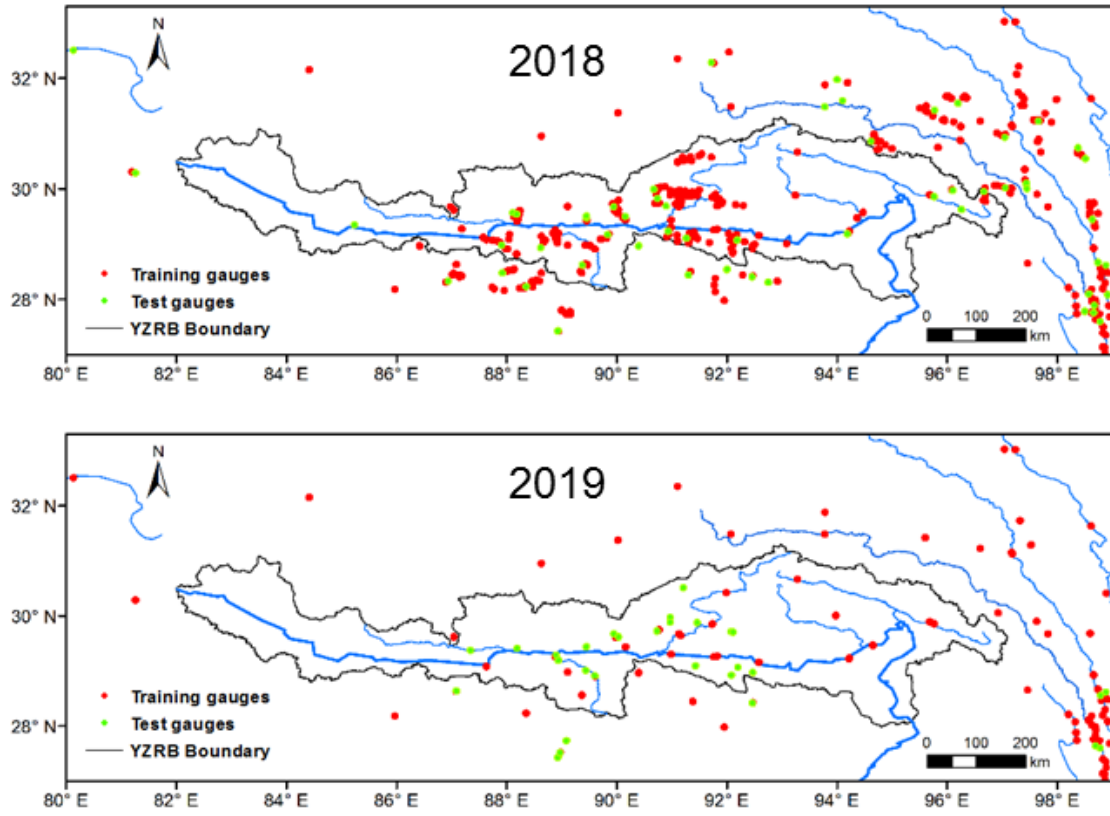 N
2018
32° N
30° N
28° N
Training gauges
Test gauges
YZRB Boundary
0 100 200
km
80° E 82° E 84° E 86° E 88° E 90° E 92° E 94° E 96° E 98° E
N
2019
32° N
30° N
28° N
Training gauges
Test gauges
YZRB Boundary
0 100 200
km
80° E 82° E 84° E 86° E 88° E 90° E 92° E 94° E 96° E 98° E